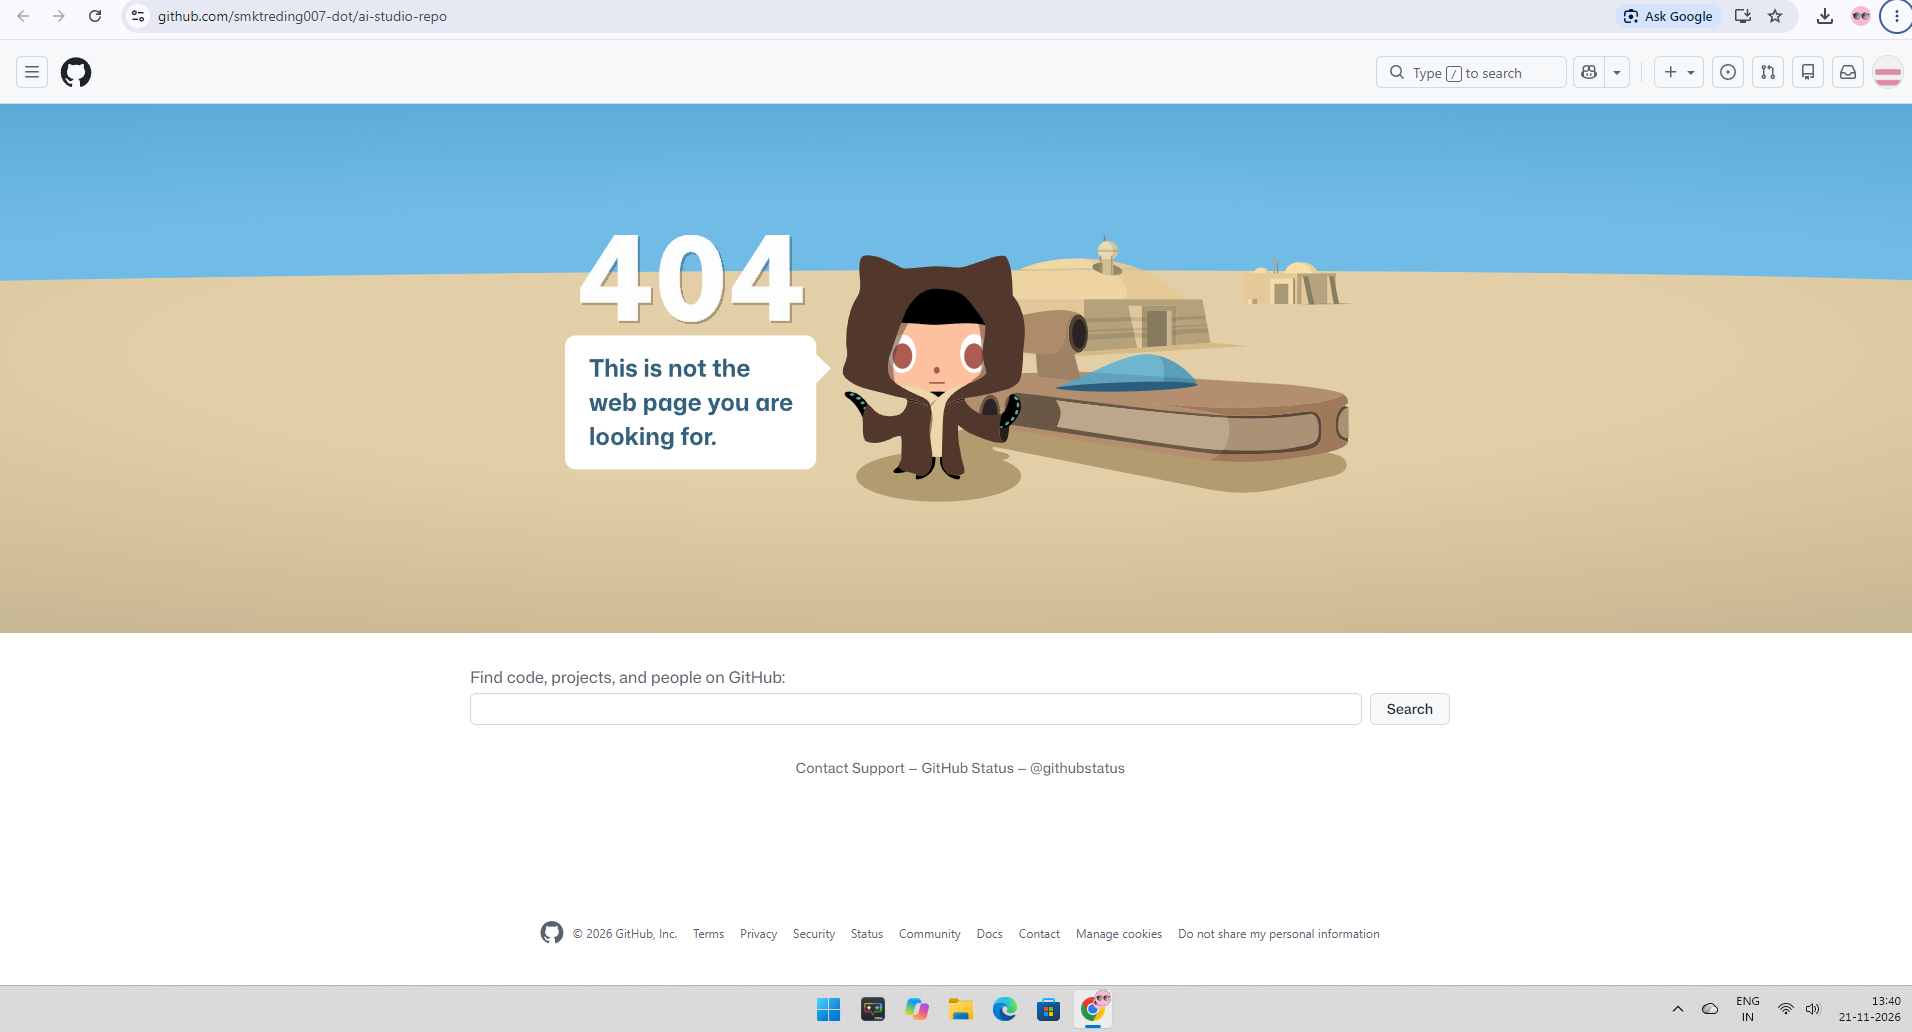 github.com/smktreding007-dot/ai-studio-repo
Ask Google
Type / to search
404
This is not the
web page you are
looking for.
Find code, projects, and people on GitHub:
Search
Contact Support — GitHub Status — @githubstatus
© 2026 GitHub, Inc. Terms Privacy Security Status Community Docs Contact Manage cookies Do not share my personal information
ENG
IN
13:40
21-11-2026